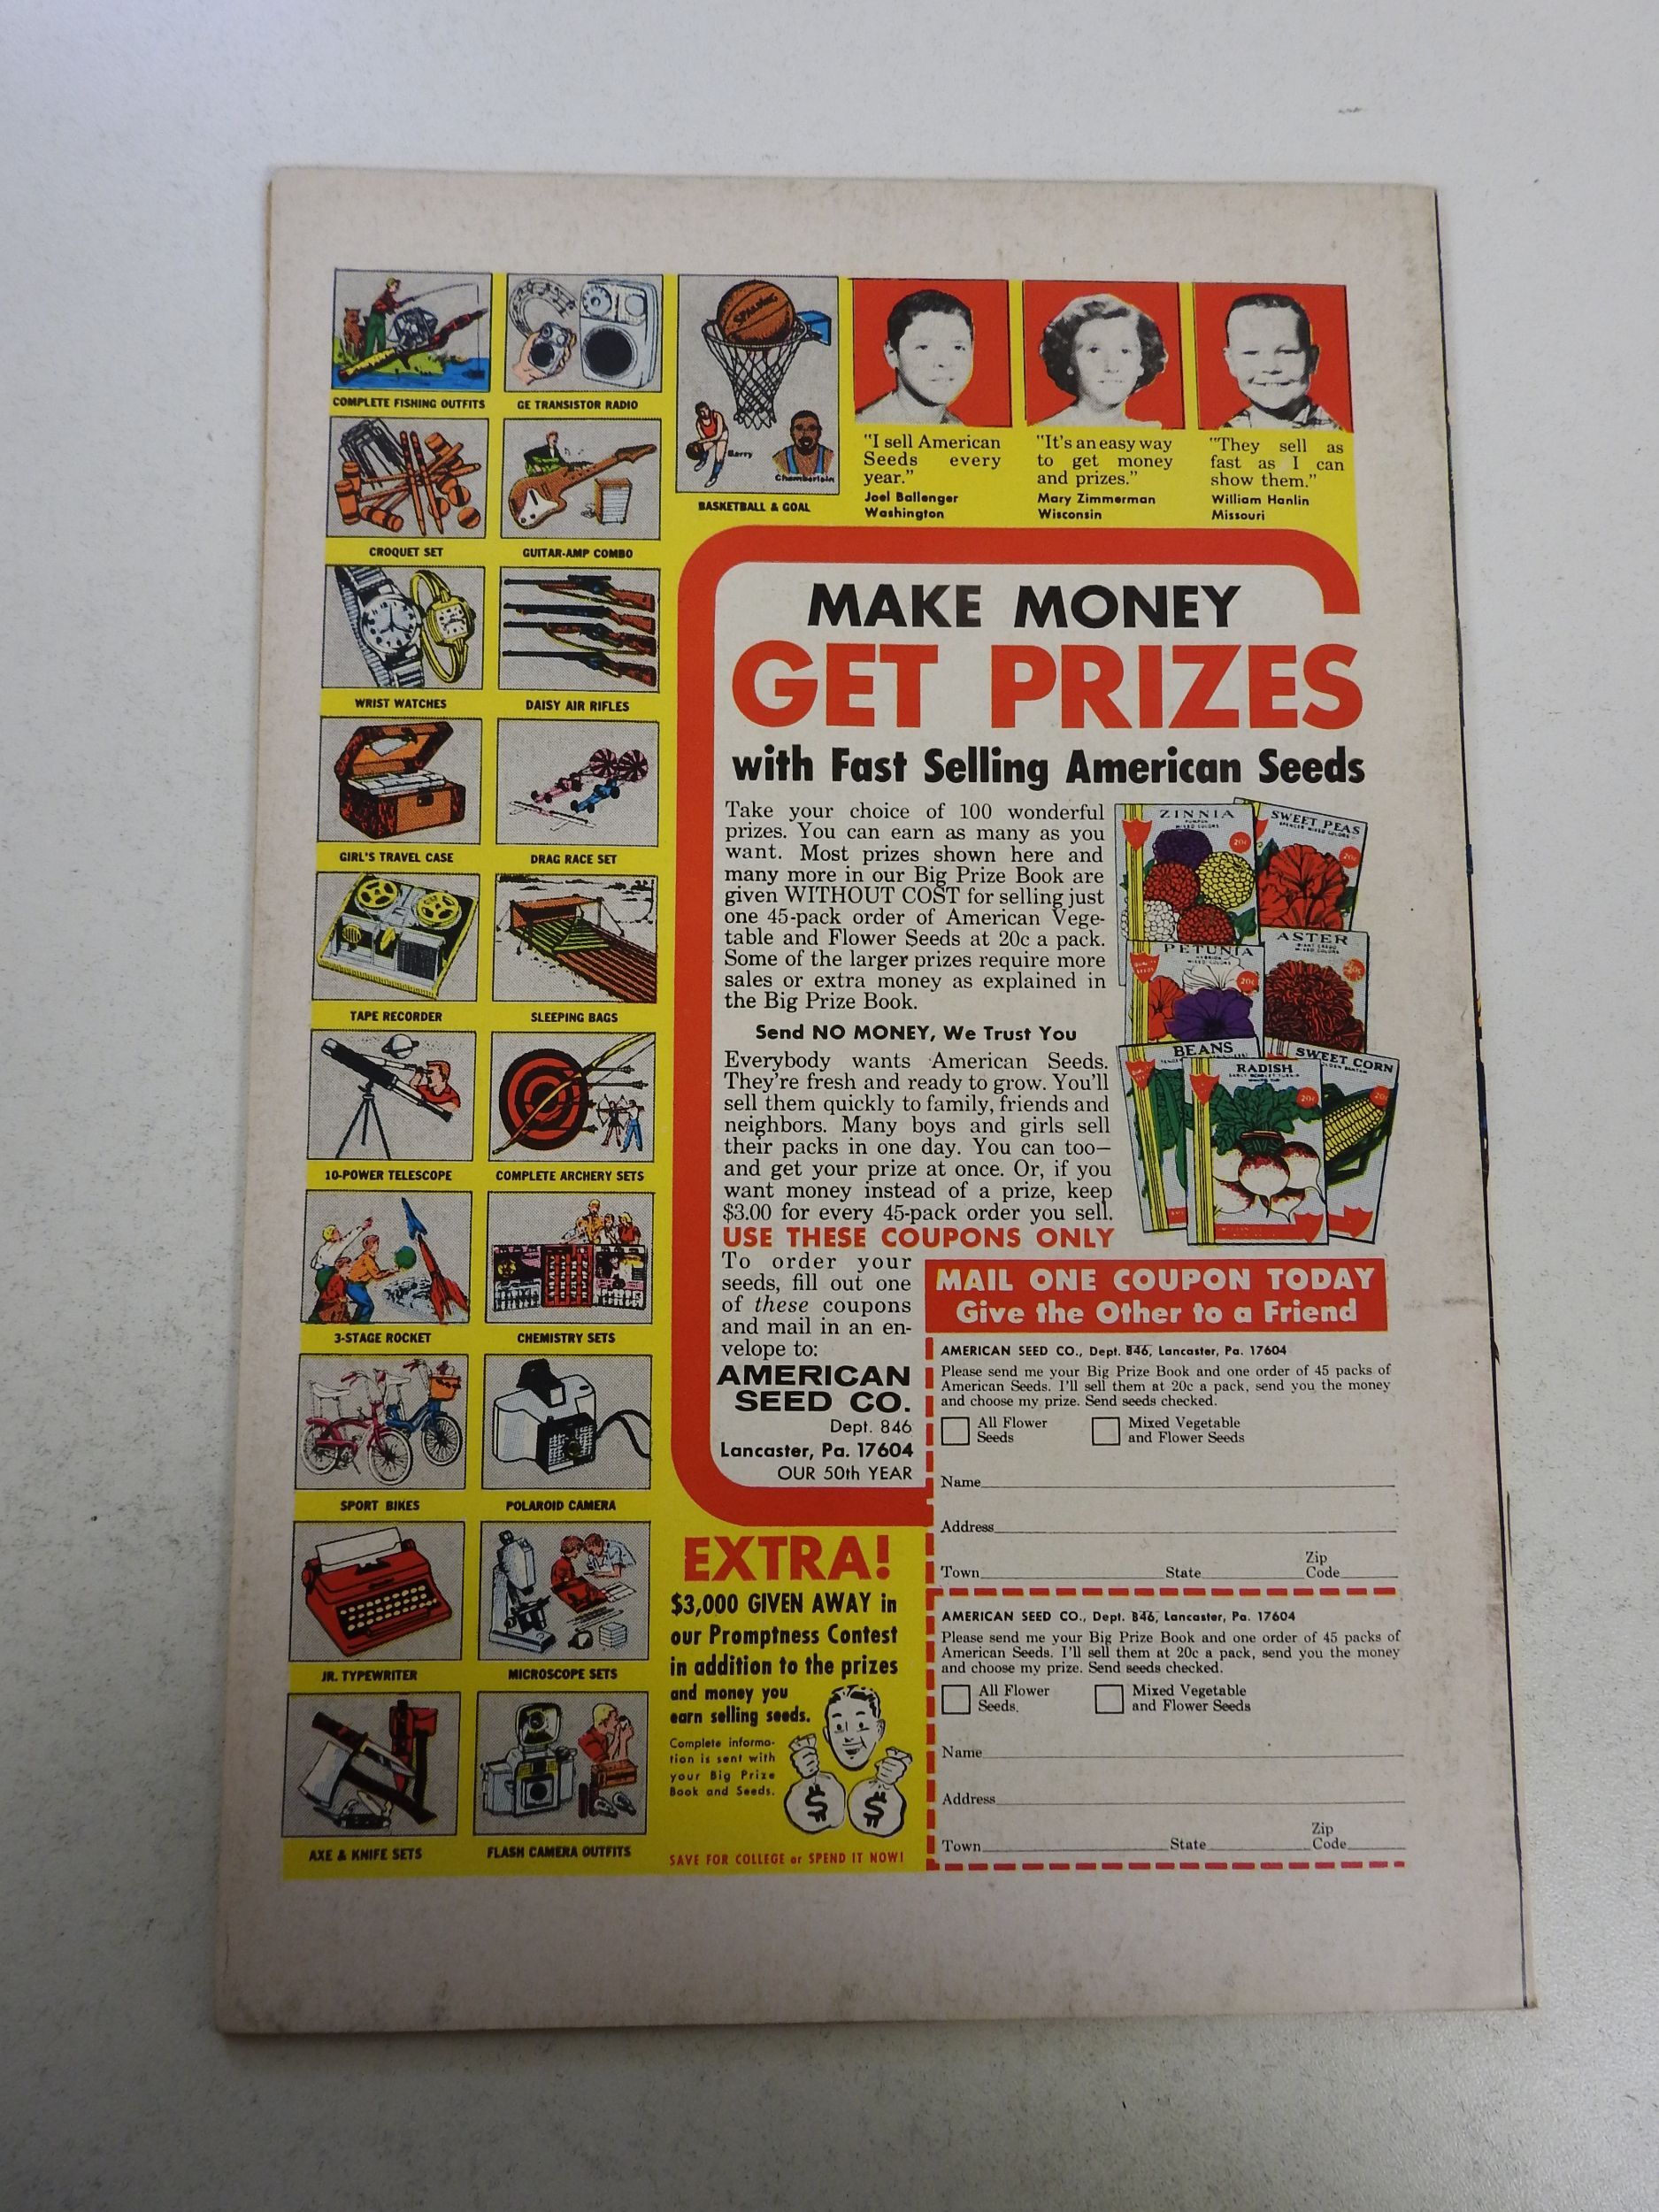 COMPLETE FISHING OUTFITS
GE TRANSISTOR RADIO
SPALDING
Barry
Chamberlain
BASKETBALL & GOAL
CROQUET SET
GUITAR-AMP COMBO
WRIST WATCHES
DAISY AIR RIFLES
GIRL'S TRAVEL CASE
DRAG RACE SET
TAPE RECORDER
SLEEPING BAGS
10-POWER TELESCOPE
COMPLETE ARCHERY SETS
3-STAGE ROCKET
CHEMISTRY SETS
SPORT BIKES
POLAROID CAMERA
JR. TYPEWRITER
MICROSCOPE SETS
AXE & KNIFE SETS
FLASH CAMERA OUTFITS
"I sell American
Seeds every
year."
Joel Ballenger
Washington
"It's an easy way
to get money
and prizes."
Mary Zimmerman
Wisconsin
"They sell as
fast as I can
show them."
William Hanlin
Missouri
MAKE MONEY
GET PRIZES
with Fast Selling American Seeds
Take your choice of 100 wonderful
prizes. You can earn as many as you
want. Most prizes shown here and
many more in our Big Prize Book are
given WITHOUT COST for selling just
one 45-pack order of American Vege-
table and Flower Seeds at 20c a pack.
Some of the larger prizes require more
sales or extra money as explained in
the Big Prize Book.
Send NO MONEY, We Trust You
Everybody wants American Seeds.
They're fresh and ready to grow. You'll
sell them quickly to family, friends and
neighbors. Many boys and girls sell
their packs in one day. You can too—
and get your prize at once. Or, if you
want money instead of a prize, keep
$3.00 for every 45-pack order you sell.
USE THESE COUPONS ONLY
To order your
seeds, fill out one
of these coupons
and mail in an en-
velope to:
AMERICAN
SEED CO.
Dept. 846
Lancaster, Pa. 17604
OUR 50th YEAR
ZINNIA
MIXED COLORS
20c
SWEET PEAS
SPENCER MIXED COLORS
20c
PETUNIA
MIXED COLORS
20c
ASTER
MIXED COLORS
20c
BEANS
RADISH
20c
SWEET CORN
20c
MAIL ONE COUPON TODAY
Give the Other to a Friend
AMERICAN SEED CO., Dept. 846, Lancaster, Pa. 17604
Please send me your Big Prize Book and one order of 45 packs of
American Seeds. I'll sell them at 20c a pack, send you the money
and choose my prize. Send seeds checked.
All Flower
Seeds
Mixed Vegetable
and Flower Seeds
Name
Address
Town State Zip
Code
AMERICAN SEED CO., Dept. 846, Lancaster, Pa. 17604
Please send me your Big Prize Book and one order of 45 packs of
American Seeds. I'll sell them at 20c a pack, send you the money
and choose my prize. Send seeds checked.
All Flower
Seeds.
Mixed Vegetable
and Flower Seeds
Name
Address
Town State Zip
Code
EXTRA!
$3,000 GIVEN AWAY in
our Promptness Contest
in addition to the prizes
and money you
earn selling seeds.
Complete informa-
tion is sent with
your Big Prize
Book and Seeds.
$ $
SAVE FOR COLLEGE or SPEND IT NOW!